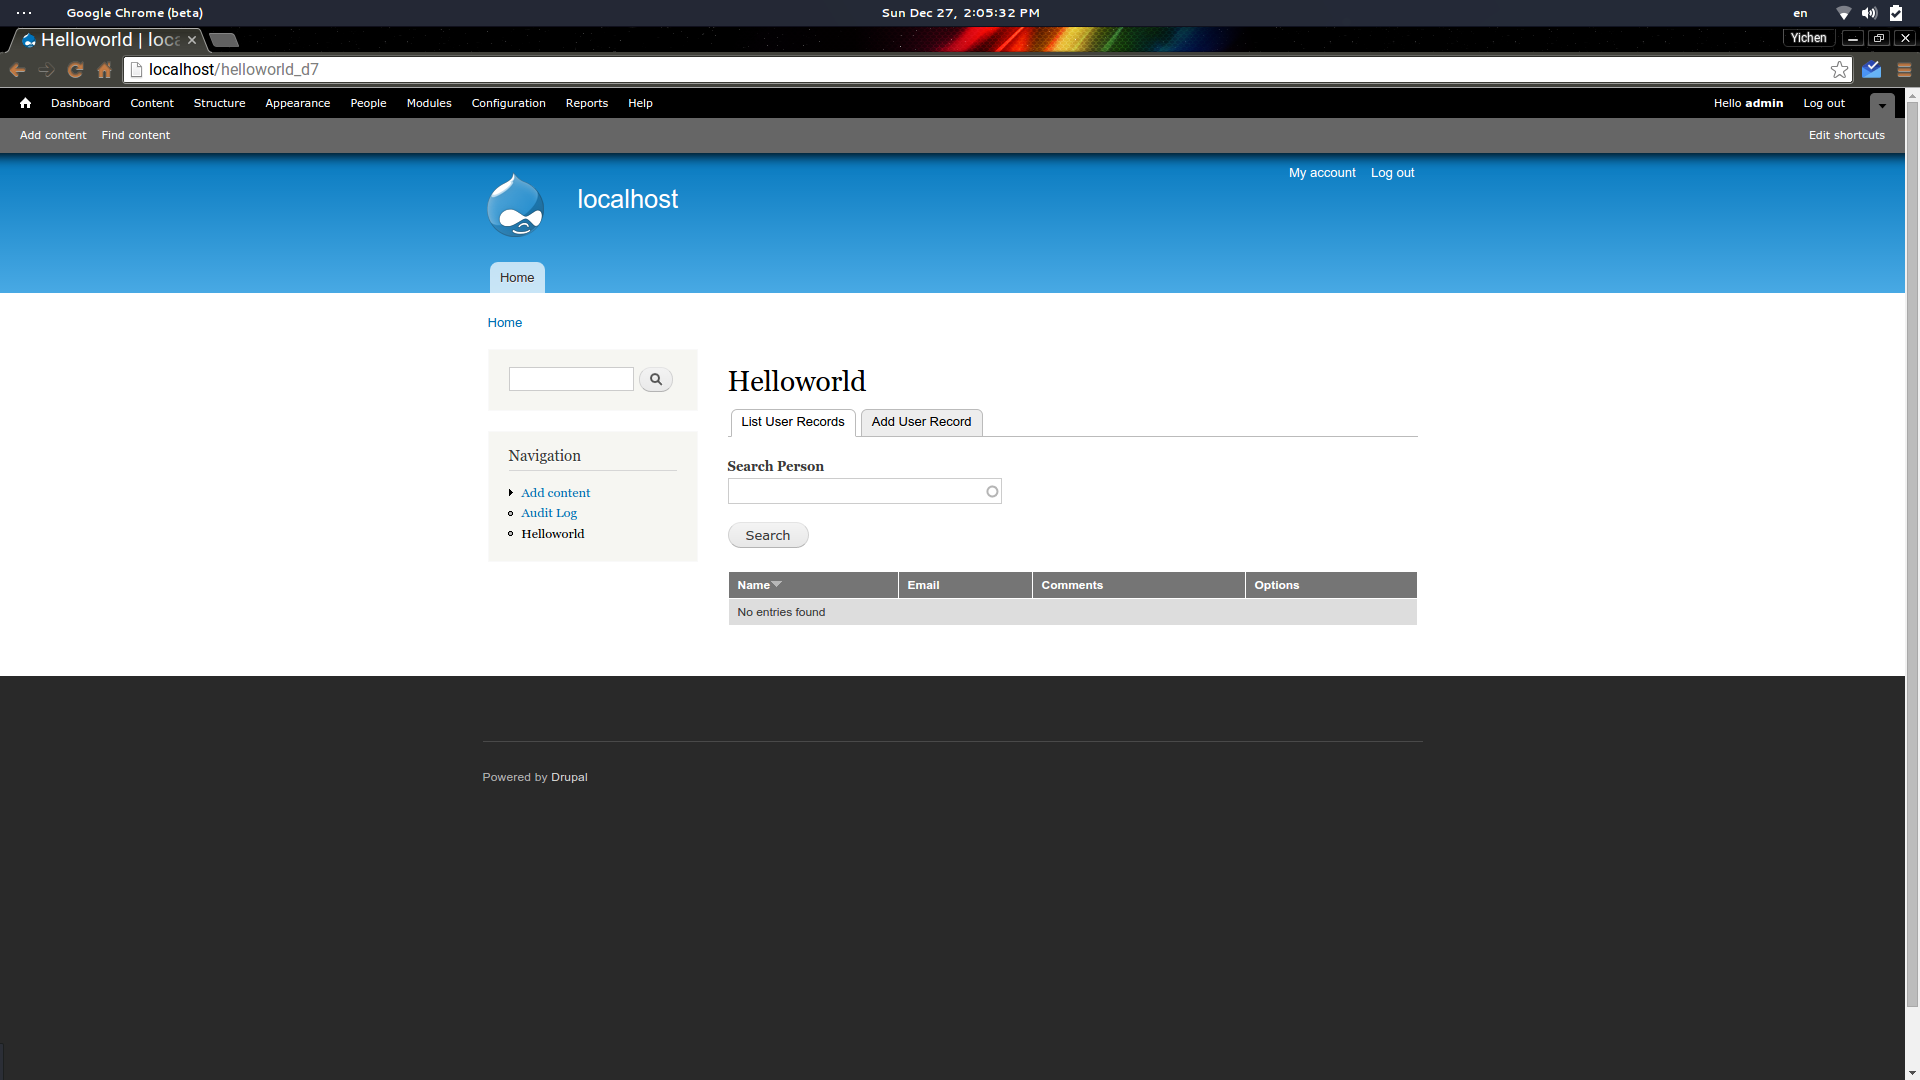 Google Chrome (beta)
Sun Dec 27, 2:05:32 PM
en
Helloworld | loca
Yichen
localhost/helloworld_d7
Dashboard Content Structure Appearance People Modules Configuration Reports Help
Hello admin Log out
Add content Find content
Edit shortcuts
My account Log out
localhost
Home
Home
Helloworld
List User Records Add User Record
Navigation
Add content
Audit Log
Helloworld
Search Person
Search
Name Email Comments Options
No entries found
Powered by Drupal